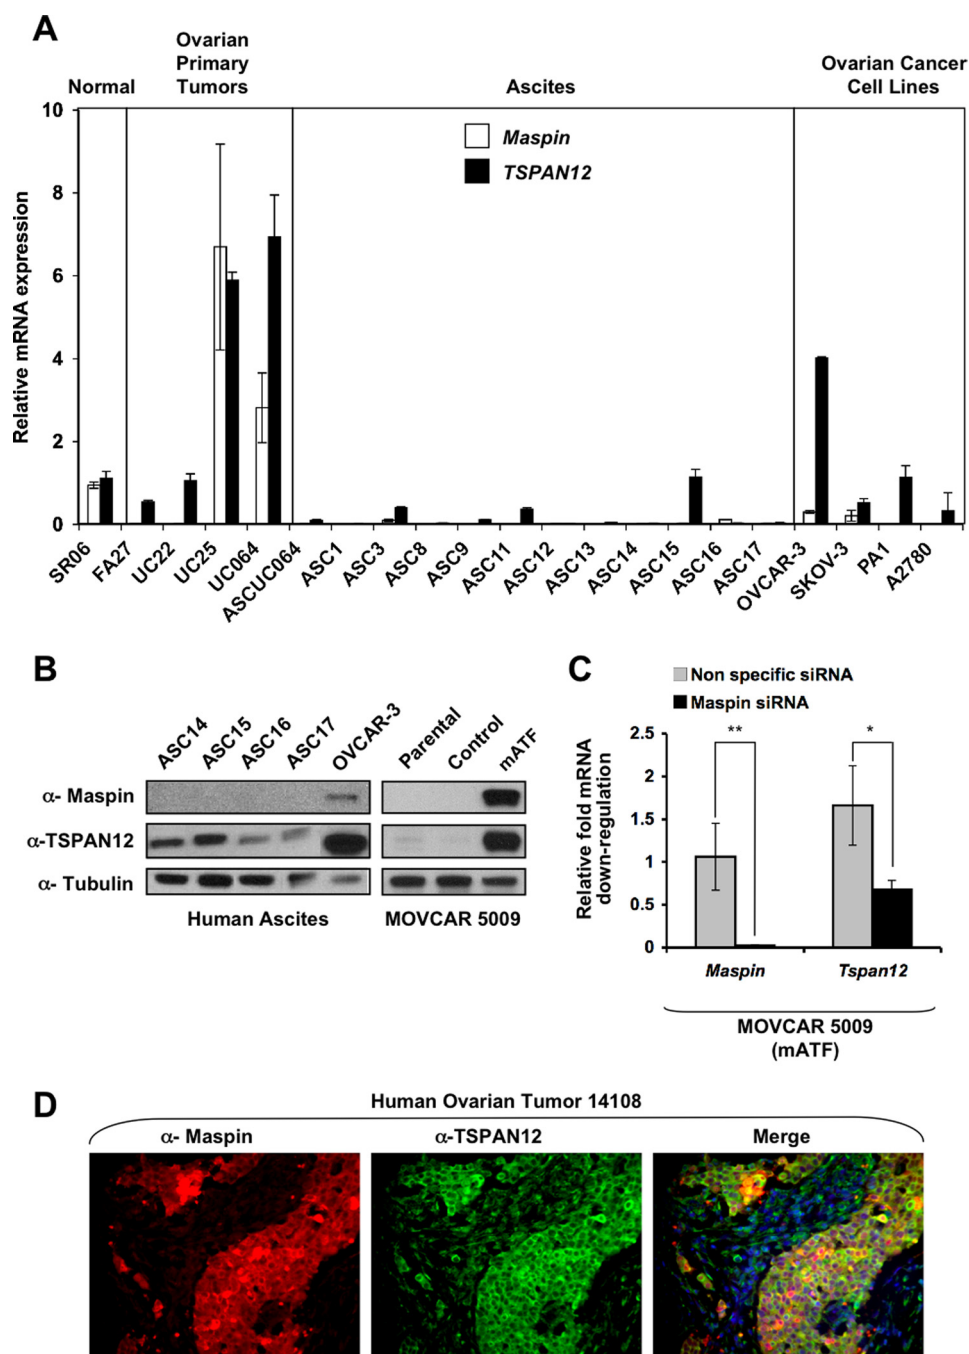 A
Normal
Ovarian
Primary
Tumors
Ascites
Ovarian Cancer
Cell Lines
Maspin
TSPAN12
Relative mRNA expression
10
8
6
4
2
0
SR06
FA27
UC22
UC25
UC064
ASCUC064
ASC1
ASC3
ASC8
ASC9
ASC11
ASC12
ASC13
ASC14
ASC15
ASC16
ASC17
OVCAR-3
SKOV-3
PA1
A2780
B
ASC14
ASC15
ASC16
ASC17
OVCAR-3
Parental
Control
mATF
α- Maspin
α-TSPAN12
α- Tubulin
Human Ascites
MOVCAR 5009
C
Non specific siRNA
Maspin siRNA
Relative fold mRNA
down-regulation
2.5
2
1.5
1
0.5
0
**
*
Maspin
Tspan12
MOVCAR 5009
(mATF)
D
Human Ovarian Tumor 14108
α- Maspin
α-TSPAN12
Merge